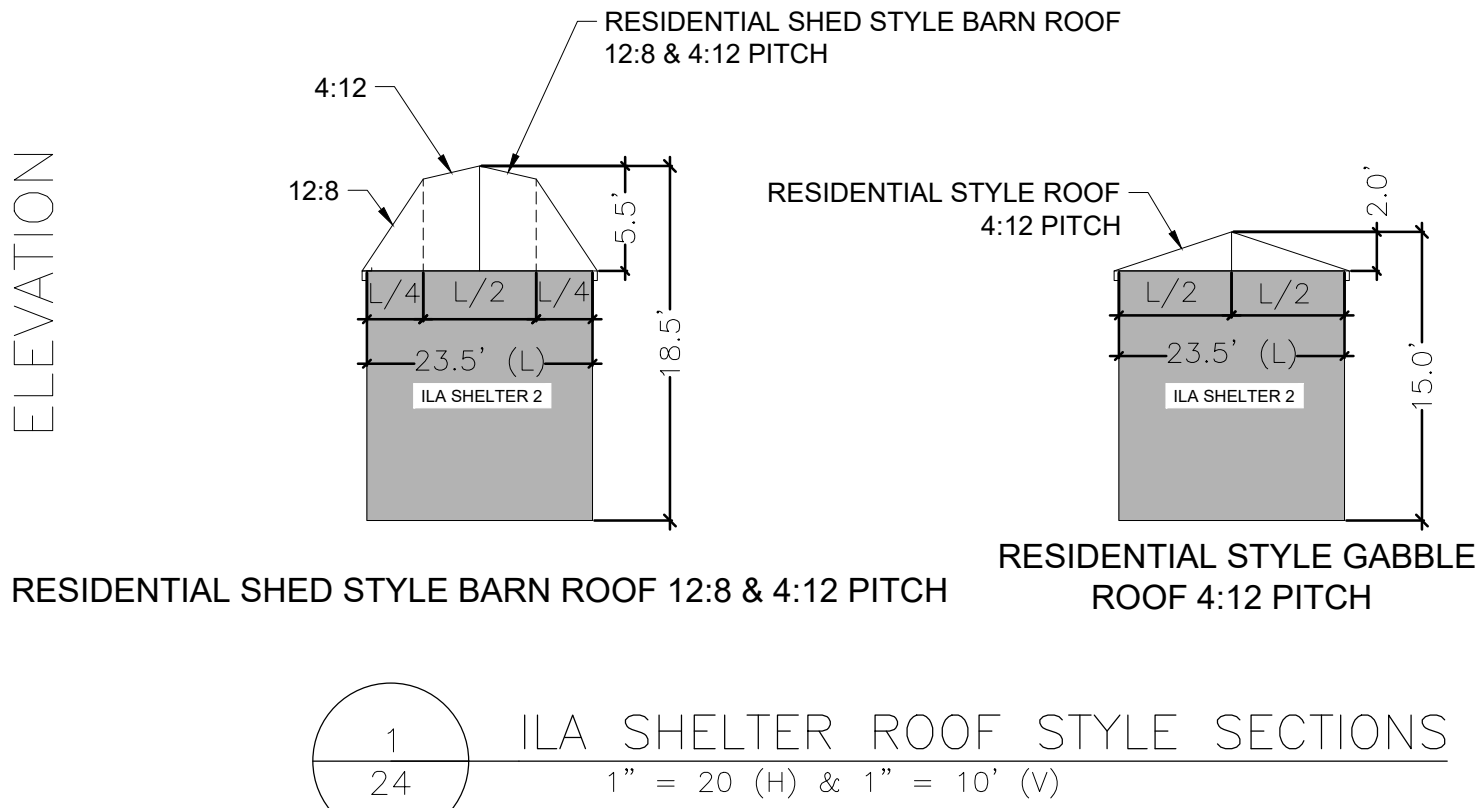 ELEVATION
RESIDENTIAL SHED STYLE BARN ROOF
12:8 & 4:12 PITCH
4:12
12:8
5.5'
18.5'
L/4
L/2
L/4
23.5' (L)
ILA SHELTER 2
RESIDENTIAL SHED STYLE BARN ROOF 12:8 & 4:12 PITCH
RESIDENTIAL STYLE ROOF
4:12 PITCH
2.0'
15.0'
L/2
L/2
23.5' (L)
ILA SHELTER 2
RESIDENTIAL STYLE GABBLE
ROOF 4:12 PITCH
1
24
ILA SHELTER ROOF STYLE SECTIONS
1” = 20 (H) & 1” = 10’ (V)